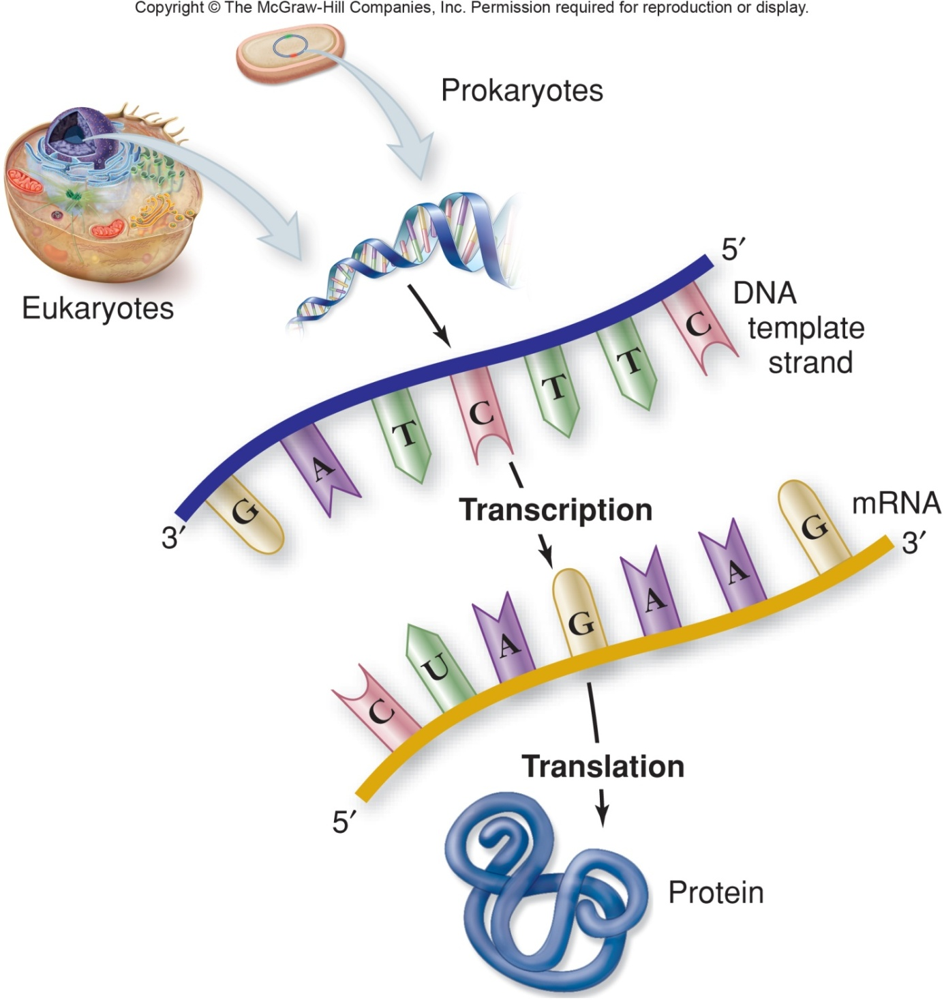 Copyright © The McGraw-Hill Companies, Inc. Permission required for reproduction or display.
Prokaryotes
Eukaryotes
5′
DNA
template
strand
C
T
T
C
T
A
G
3′
Transcription
mRNA
3′
G
A
A
G
A
U
C
5′
Translation
Protein